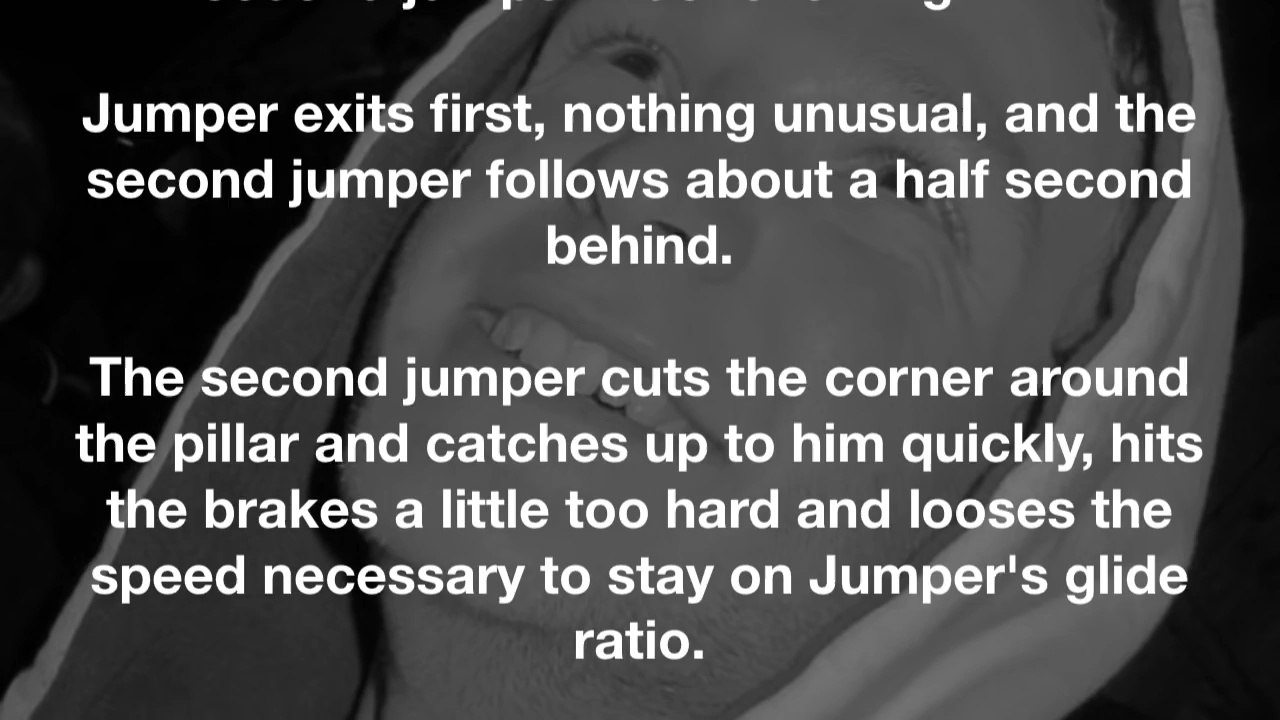 Jumper exits first, nothing unusual, and the
second jumper follows about a half second
behind.
The second jumper cuts the corner around
the pillar and catches up to him quickly, hits
the brakes a little too hard and looses the
speed necessary to stay on Jumper's glide
ratio.